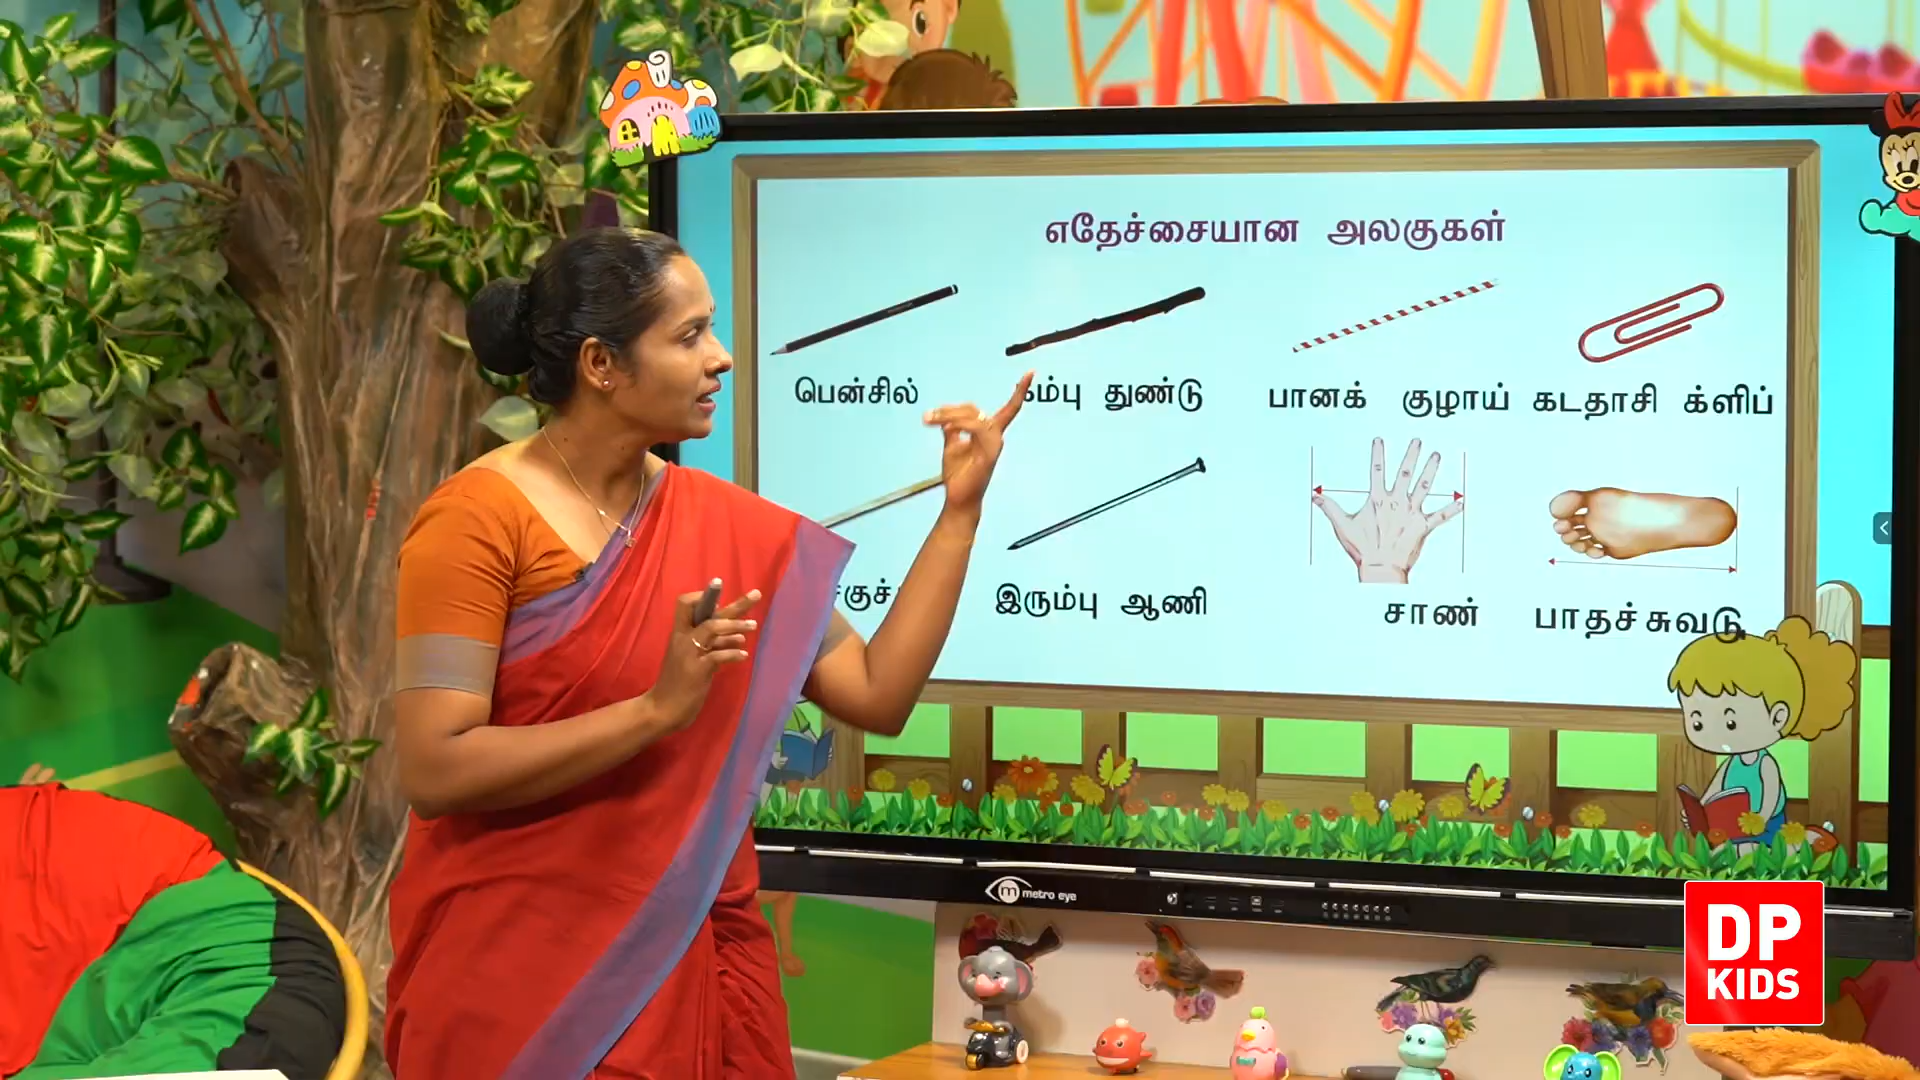 எதேச்சையான அலகுகள்
பென்சில் துண்டு பானக் குழாய் கடதாசி க்ளிப்
இரும்பு ஆணி சாண் பாதச்சுவடு
metro eye
DP
KIDS